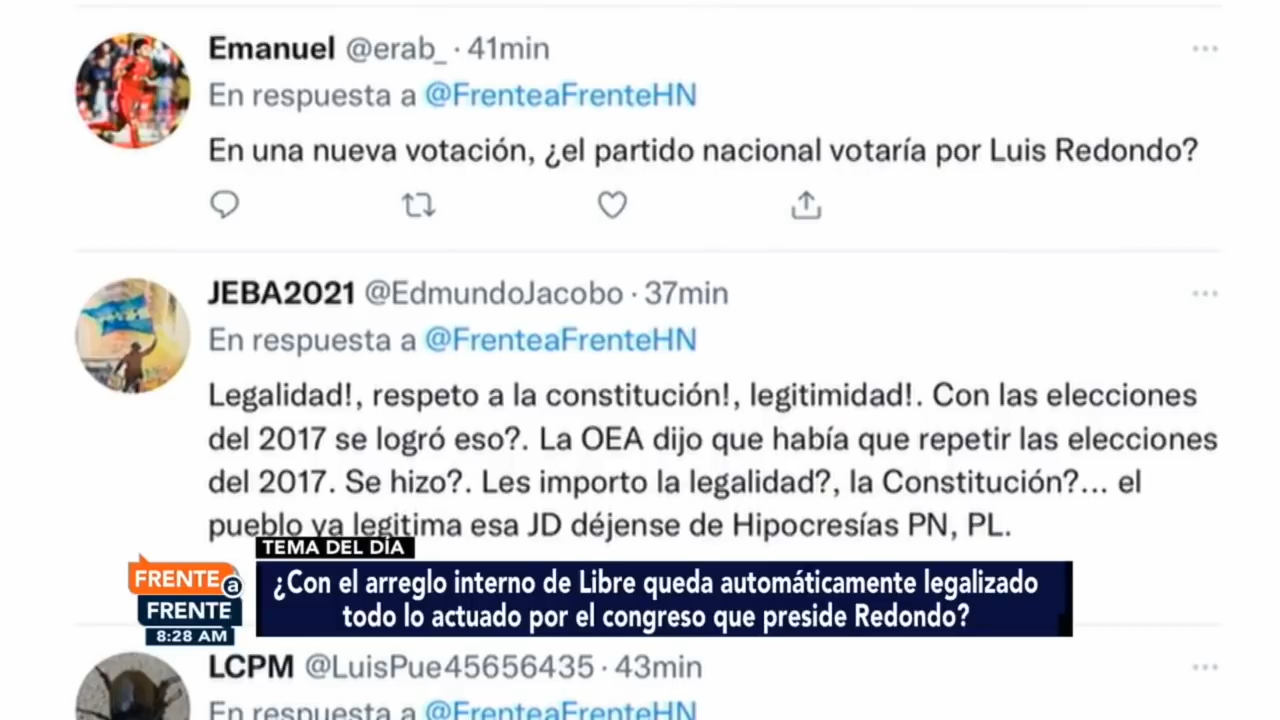 Emanuel @erab_ · 41min
En respuesta a @FrenteaFrenteHN
En una nueva votación, ¿el partido nacional votaría por Luis Redondo?
JEBA2021 @EdmundoJacobo · 37min
En respuesta a @FrenteaFrenteHN
Legalidad!, respeto a la constitución!, legitimidad!. Con las elecciones
del 2017 se logró eso?. La OEA dijo que había que repetir las elecciones
del 2017. Se hizo?. Les importo la legalidad?, la Constitución?... el
pueblo ya legitima esa JD déjense de Hipocresías PN, PL.
TEMA DEL DÍA
FRENTE a
FRENTE
8:28 AM
¿Con el arreglo interno de Libre queda automáticamente legalizado
todo lo actuado por el congreso que preside Redondo?
LCPM @LuisPue45656435 · 43min
En respuesta a @FrenteaFrenteHN